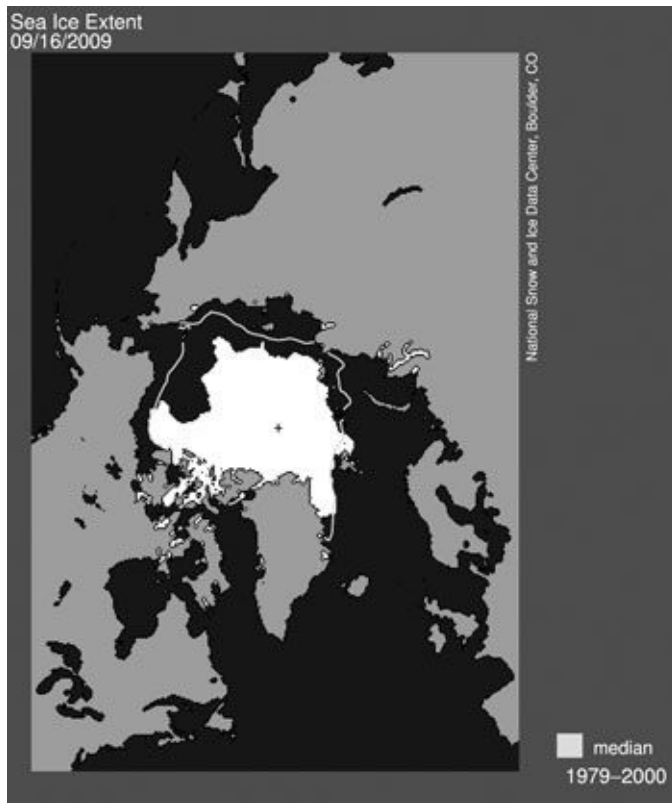 Sea Ice Extent
09/16/2009
National Snow and Ice Data Center, Boulder, CO
median
1979–2000